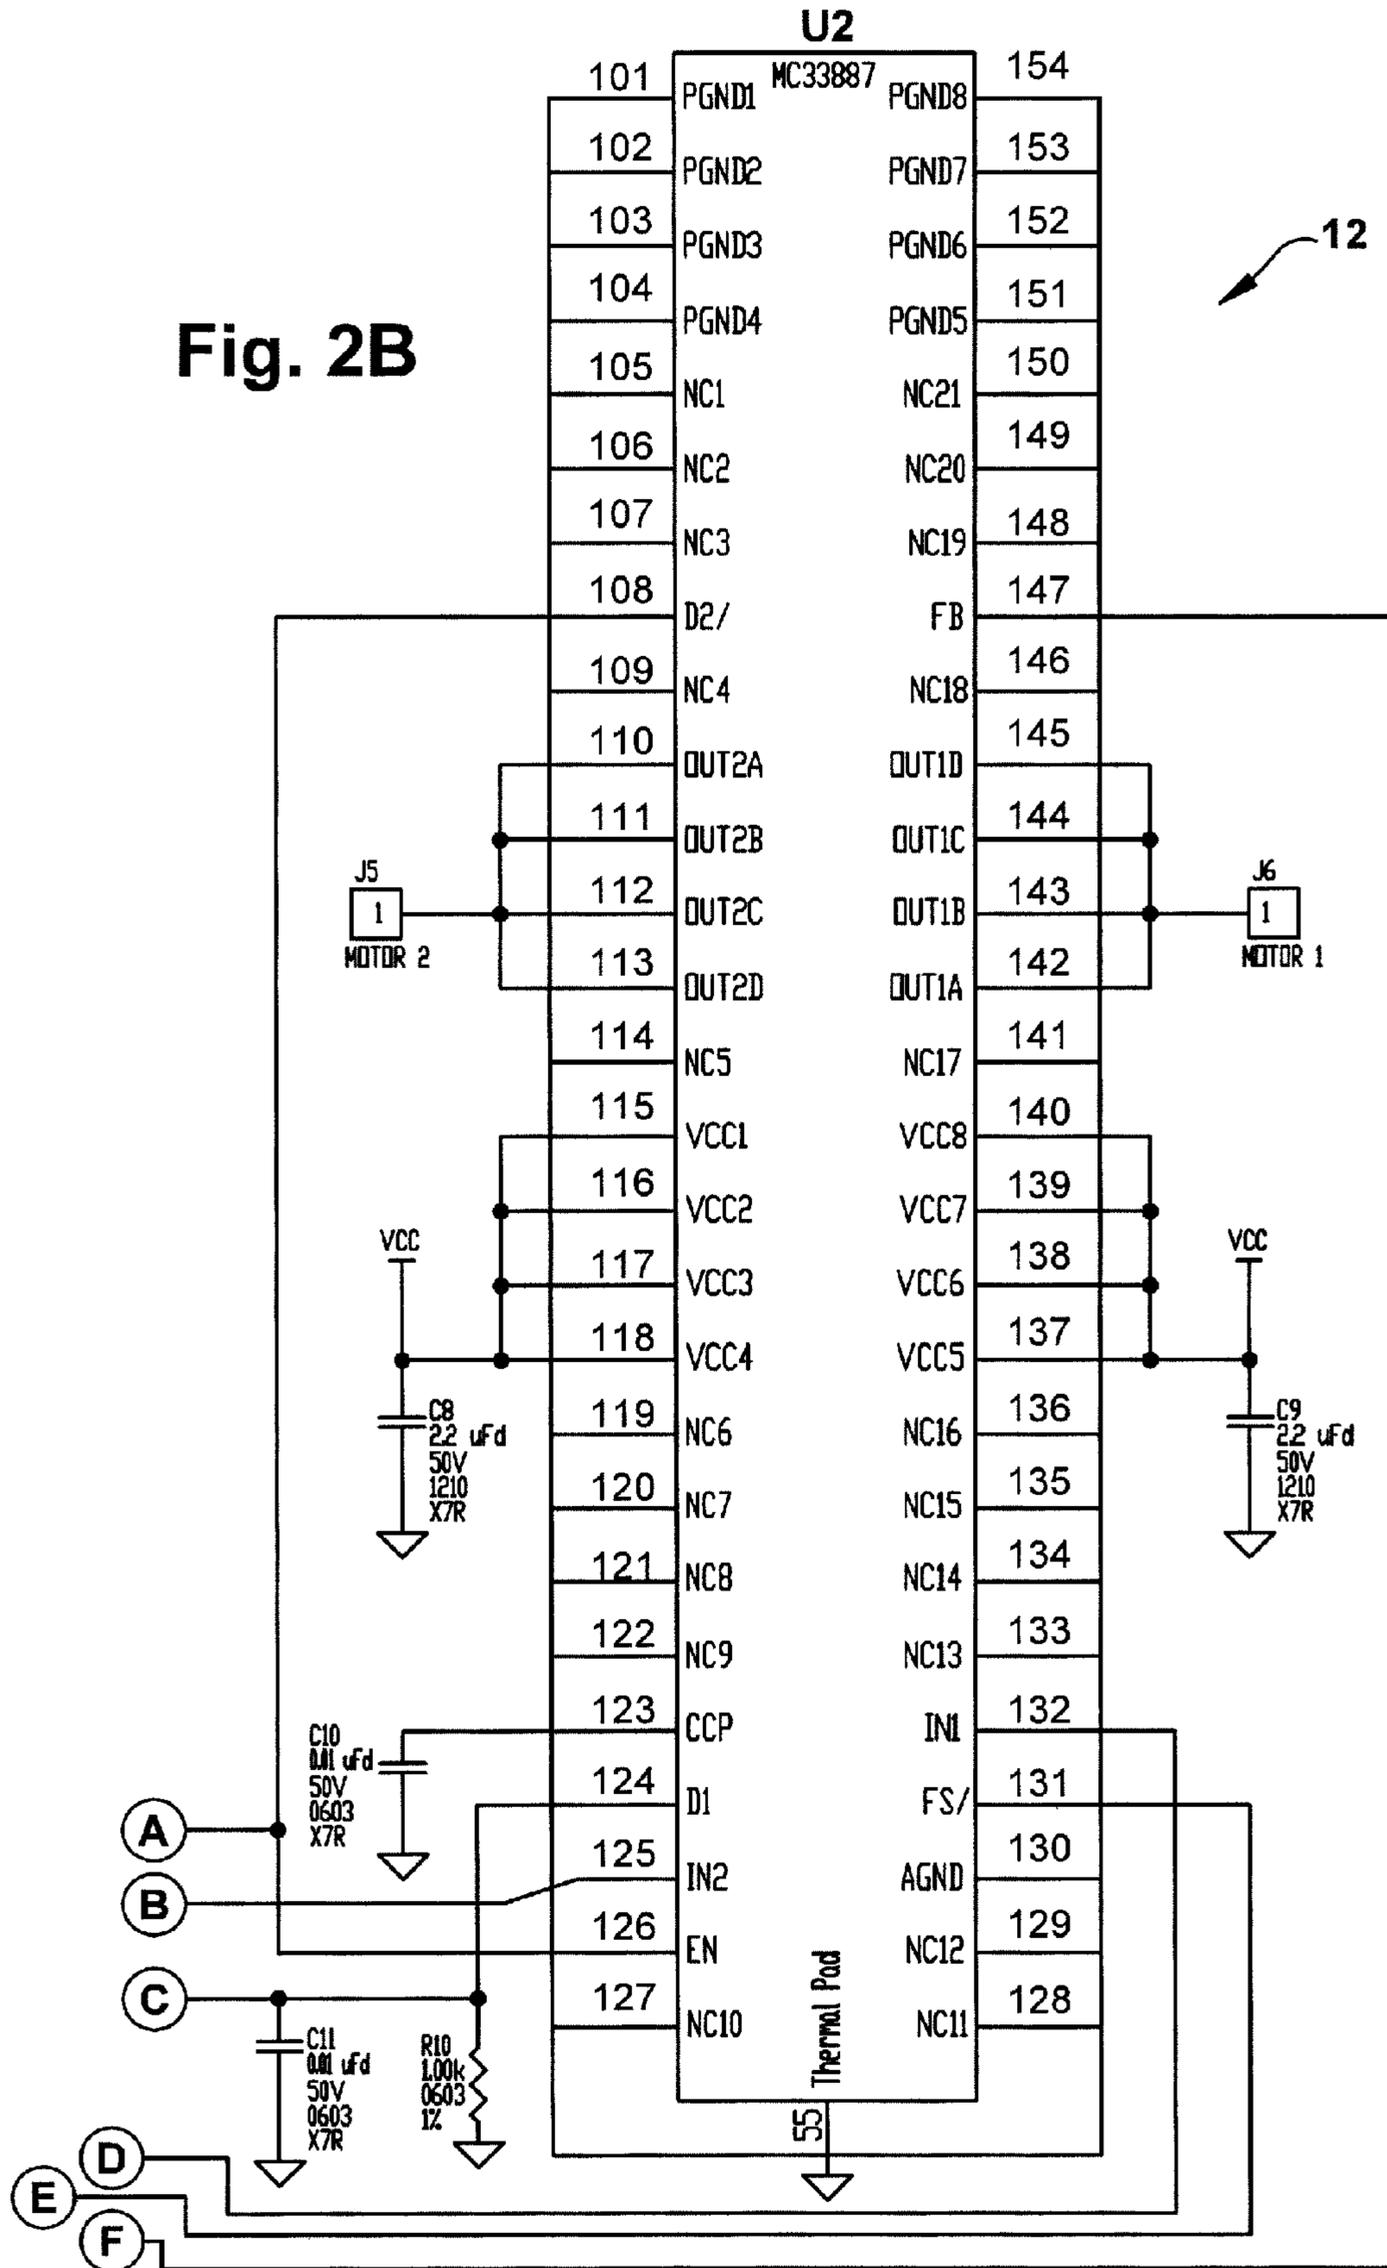 U2
MC33887
Fig. 2B
12
101 PGND1 PGND8 154
102 PGND2 PGND7 153
103 PGND3 PGND6 152
104 PGND4 PGND5 151
105 NC1 NC21 150
106 NC2 NC20 149
107 NC3 NC19 148
108 D2/ FB 147
109 NC4 NC18 146
110 OUT2A OUT1D 145
111 OUT2B OUT1C 144
J5
1
MOTOR 2
112 OUT2C OUT1B 143
J6
1
MOTOR 1
113 OUT2D OUT1A 142
114 NC5 NC17 141
115 VCC1 VCC8 140
116 VCC2 VCC7 139
VCC
117 VCC3 VCC6 138
VCC
118 VCC4 VCC5 137
C8
2.2 uFd
50V
1210
X7R
C9
2.2 uFd
50V
1210
X7R
119 NC6 NC16 136
120 NC7 NC15 135
121 NC8 NC14 134
122 NC9 NC13 133
123 CCP IN1 132
C10
0.01 uFd
50V
0603
X7R
124 D1 FS/ 131
A
125 IN2 AGND 130
B
126 EN NC12 129
C
127 NC10 NC11 128
C11
0.01 uFd
50V
0603
X7R
R10
1.00k
0603
1%
Thermal Pad
55
D
E
F